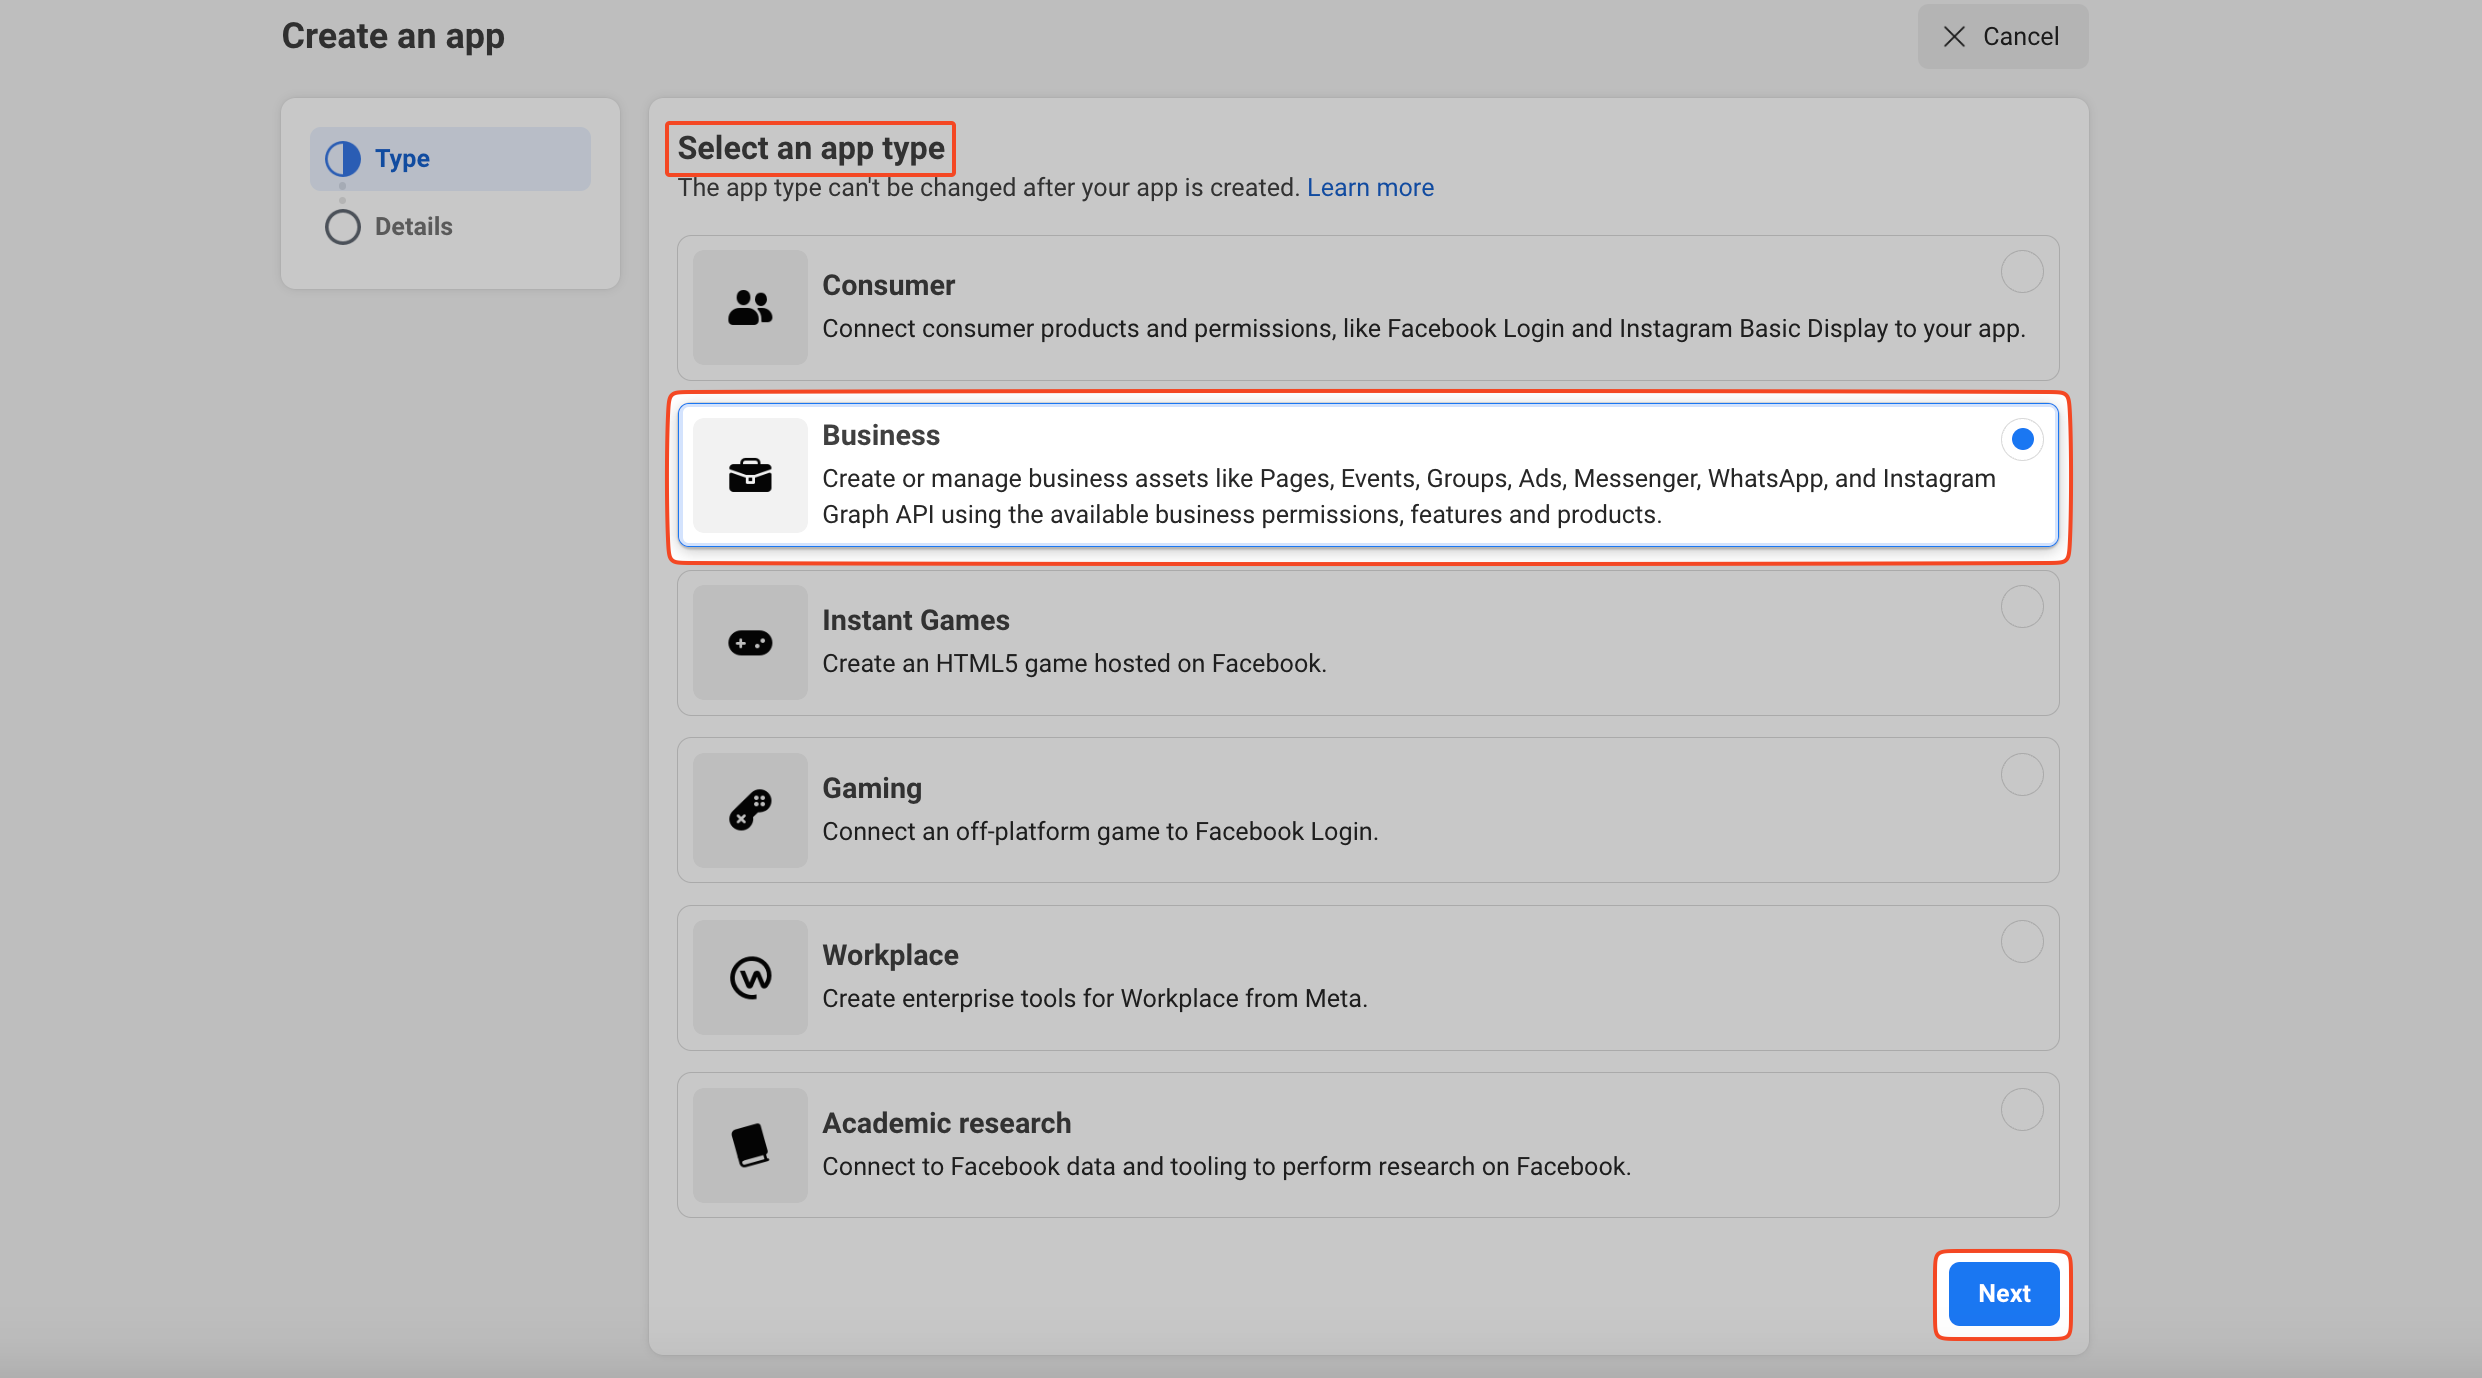 Create an app
Cancel
Type
Details
Select an app type
The app type can't be changed after your app is created. Learn more
Consumer
Connect consumer products and permissions, like Facebook Login and Instagram Basic Display to your app.
Business
Create or manage business assets like Pages, Events, Groups, Ads, Messenger, WhatsApp, and Instagram
Graph API using the available business permissions, features and products.
Instant Games
Create an HTML5 game hosted on Facebook.
Gaming
Connect an off-platform game to Facebook Login.
Workplace
Create enterprise tools for Workplace from Meta.
Academic research
Connect to Facebook data and tooling to perform research on Facebook.
Next